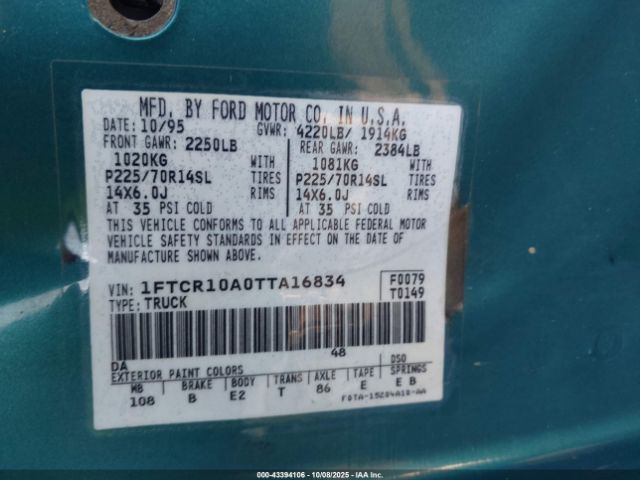 MFD. BY FORD MOTOR CO. IN U.S.A.
DATE: 10/95 GVWR: 4220LB/ 1914KG
FRONT GAWR: 2250LB REAR GAWR: 2384LB
1020KG WITH 1081KG WITH
P225/70R14SL TIRES P225/70R14SL TIRES
14X6.0J RIMS 14X6.0J RIMS
AT 35 PSI COLD AT 35 PSI COLD
THIS VEHICLE CONFORMS TO ALL APPLICABLE FEDERAL MOTOR
VEHICLE SAFETY STANDARDS IN EFFECT ON THE DATE OF
MANUFACTURE SHOWN ABOVE.
VIN: 1FTCR10A0TTA16834 F0079
TYPE: TRUCK T0149
48
DA DSO
EXTERIOR PAINT COLORS
WB BRAKE BODY TRANS AXLE TAPE SPRINGS
108 B E2 T 86 E E B
F0TA-15204A10-AA
000-43394106 10/08/2025 - IAAI.COM